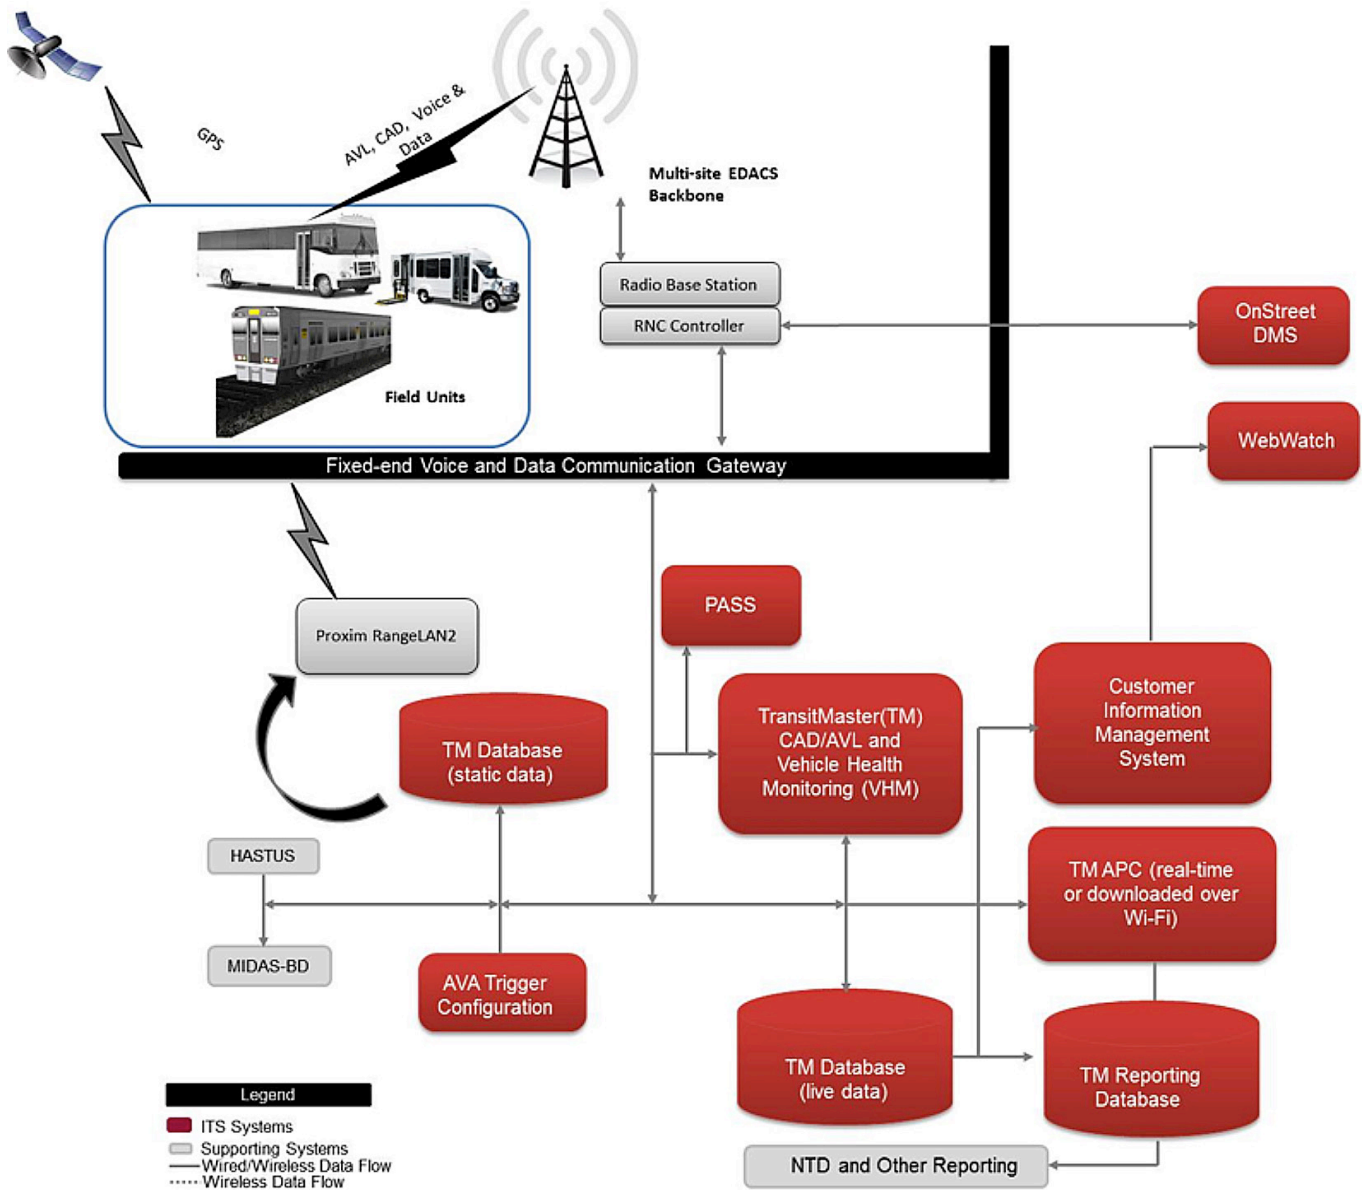 GPS
AVL, CAD, Voice &
Data
Multi-site EDACS
Backbone
Radio Base Station
RNC Controller
OnStreet
DMS
WebWatch
Field Units
Fixed-end Voice and Data Communication Gateway
PASS
Proxim RangeLAN2
TM Database
(static data)
TransitMaster(TM)
CAD/AVL and
Vehicle Health
Monitoring (VHM)
Customer
Information
Management
System
HASTUS
TM APC (real-time
or downloaded over
Wi-Fi)
MIDAS-BD
AVA Trigger
Configuration
TM Database
(live data)
TM Reporting
Database
Legend
ITS Systems
Supporting Systems
Wired/Wireless Data Flow
Wireless Data Flow
NTD and Other Reporting